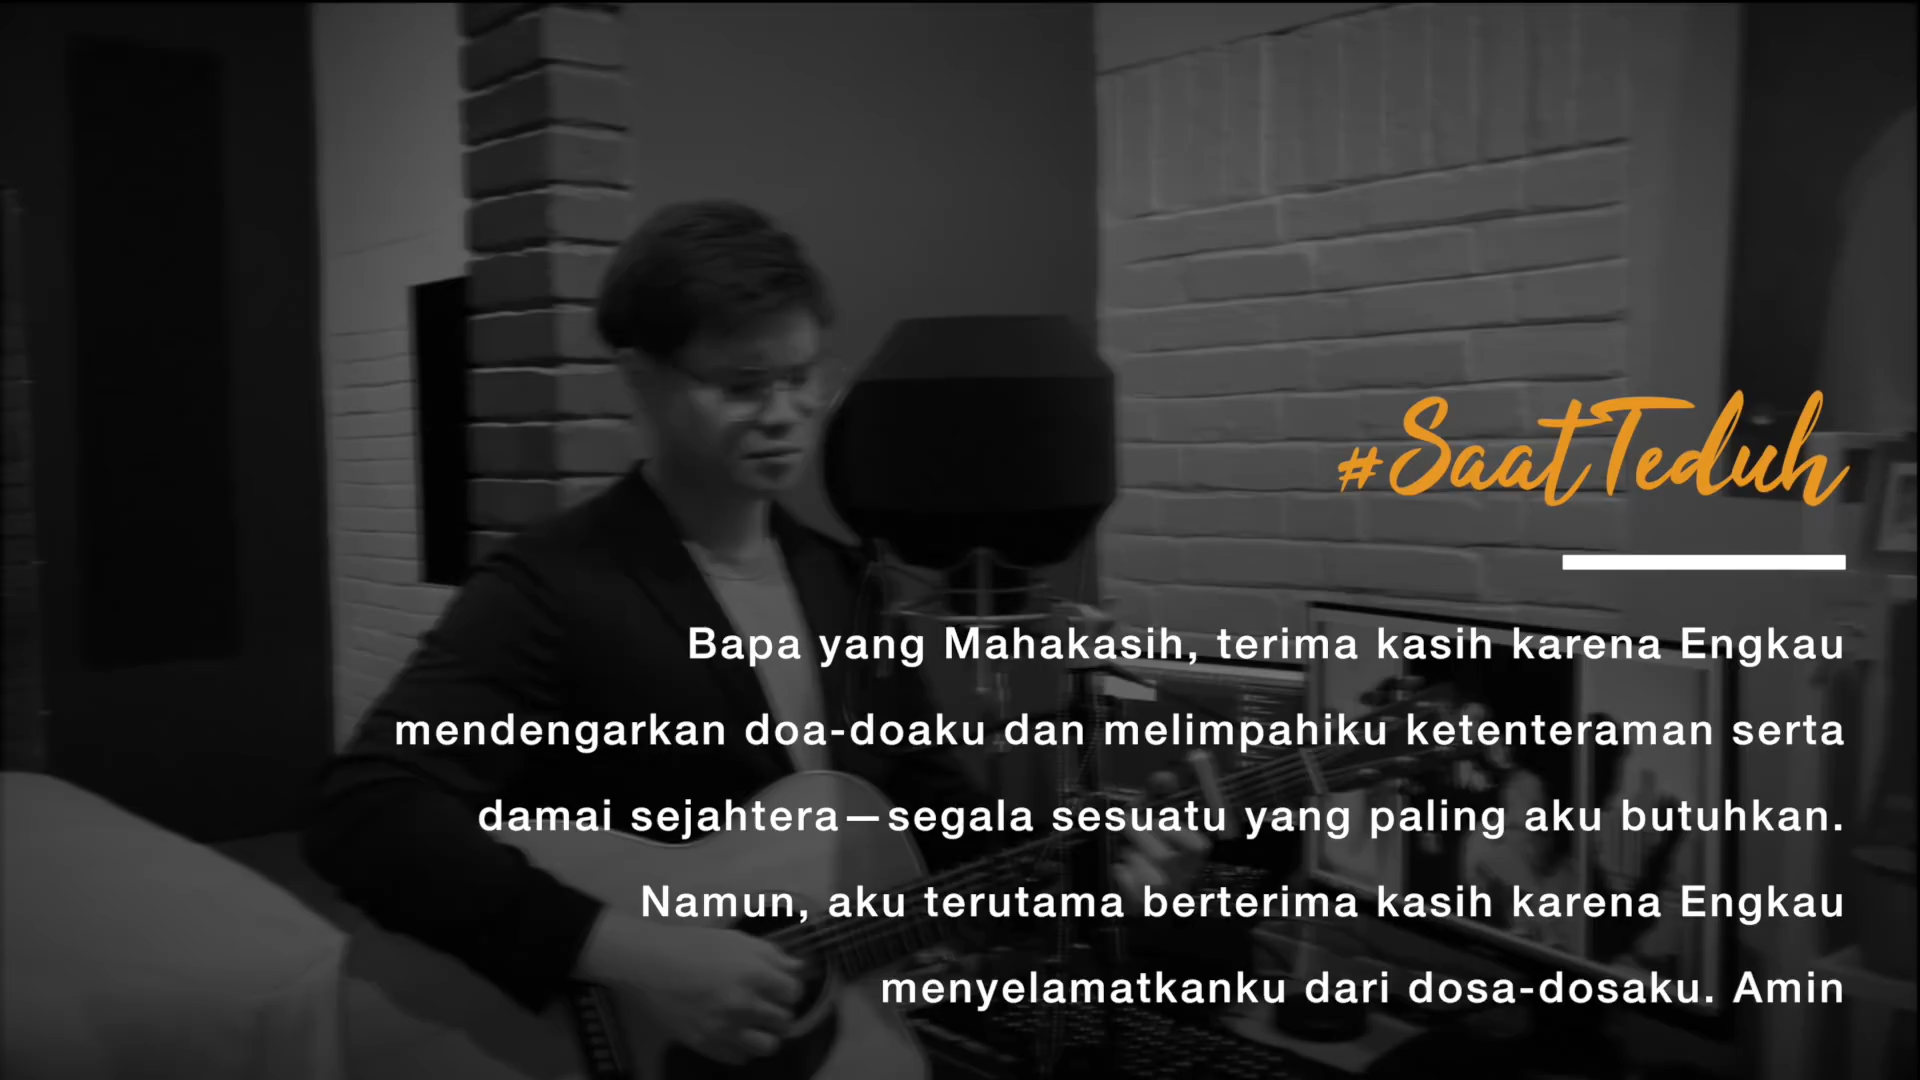 #SaatTeduh
Bapa yang Mahakasih, terima kasih karena Engkau
mendengarkan doa-doaku dan melimpahiku ketenteraman serta
damai sejahtera—segala sesuatu yang paling aku butuhkan.
Namun, aku terutama berterima kasih karena Engkau
menyelamatkanku dari dosa-dosaku. Amin